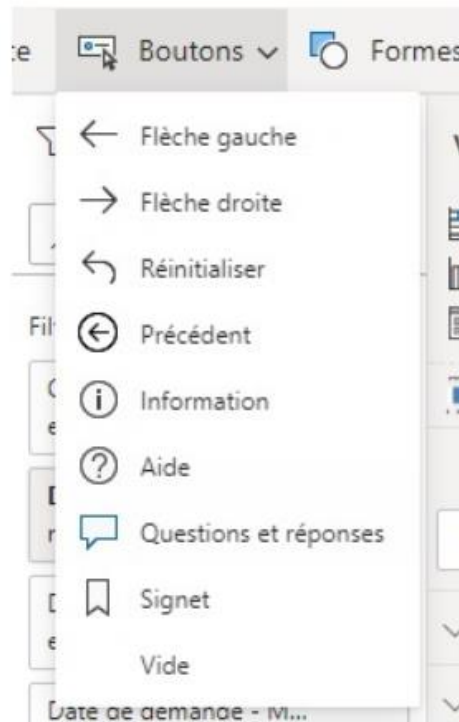 Boutons
Formes
Flèche gauche
Flèche droite
Réinitialiser
Précédent
Information
Aide
Questions et réponses
Signet
Vide
Date de demande - M...